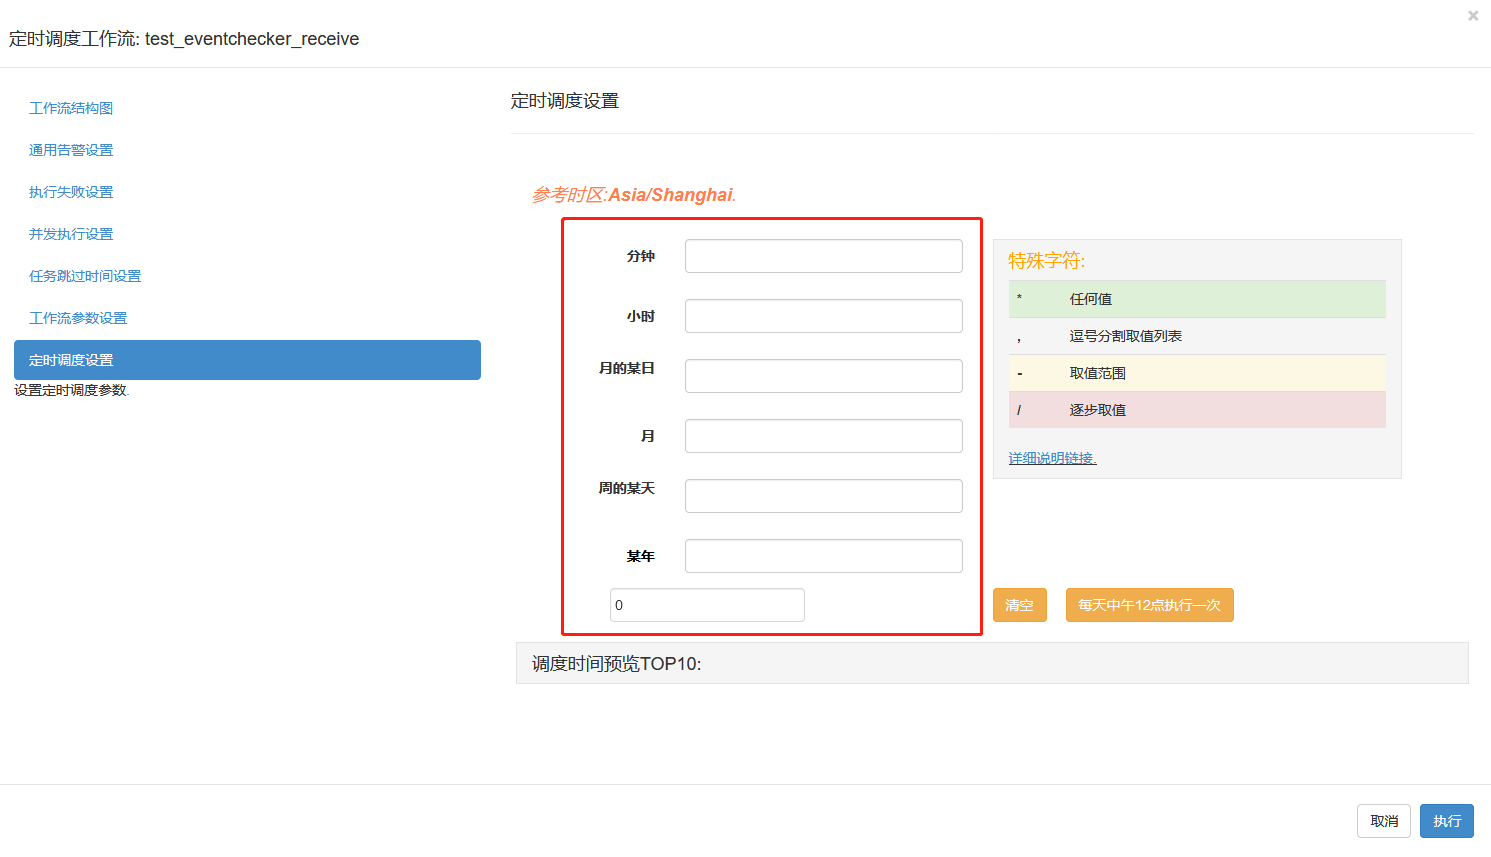 ×
定时调度工作流: test_eventchecker_receive
工作流结构图
通用告警设置
执行失败设置
并发执行设置
任务跳过时间设置
工作流参数设置
定时调度设置
设置定时调度参数.
定时调度设置
参考时区:Asia/Shanghai.
分钟
小时
月的某日
月
周的某天
某年
0
特殊字符:
* 任何值
, 逗号分割取值列表
- 取值范围
/ 逐步取值
详细说明链接.
清空 每天中午12点执行一次
调度时间预览TOP10:
取消 执行